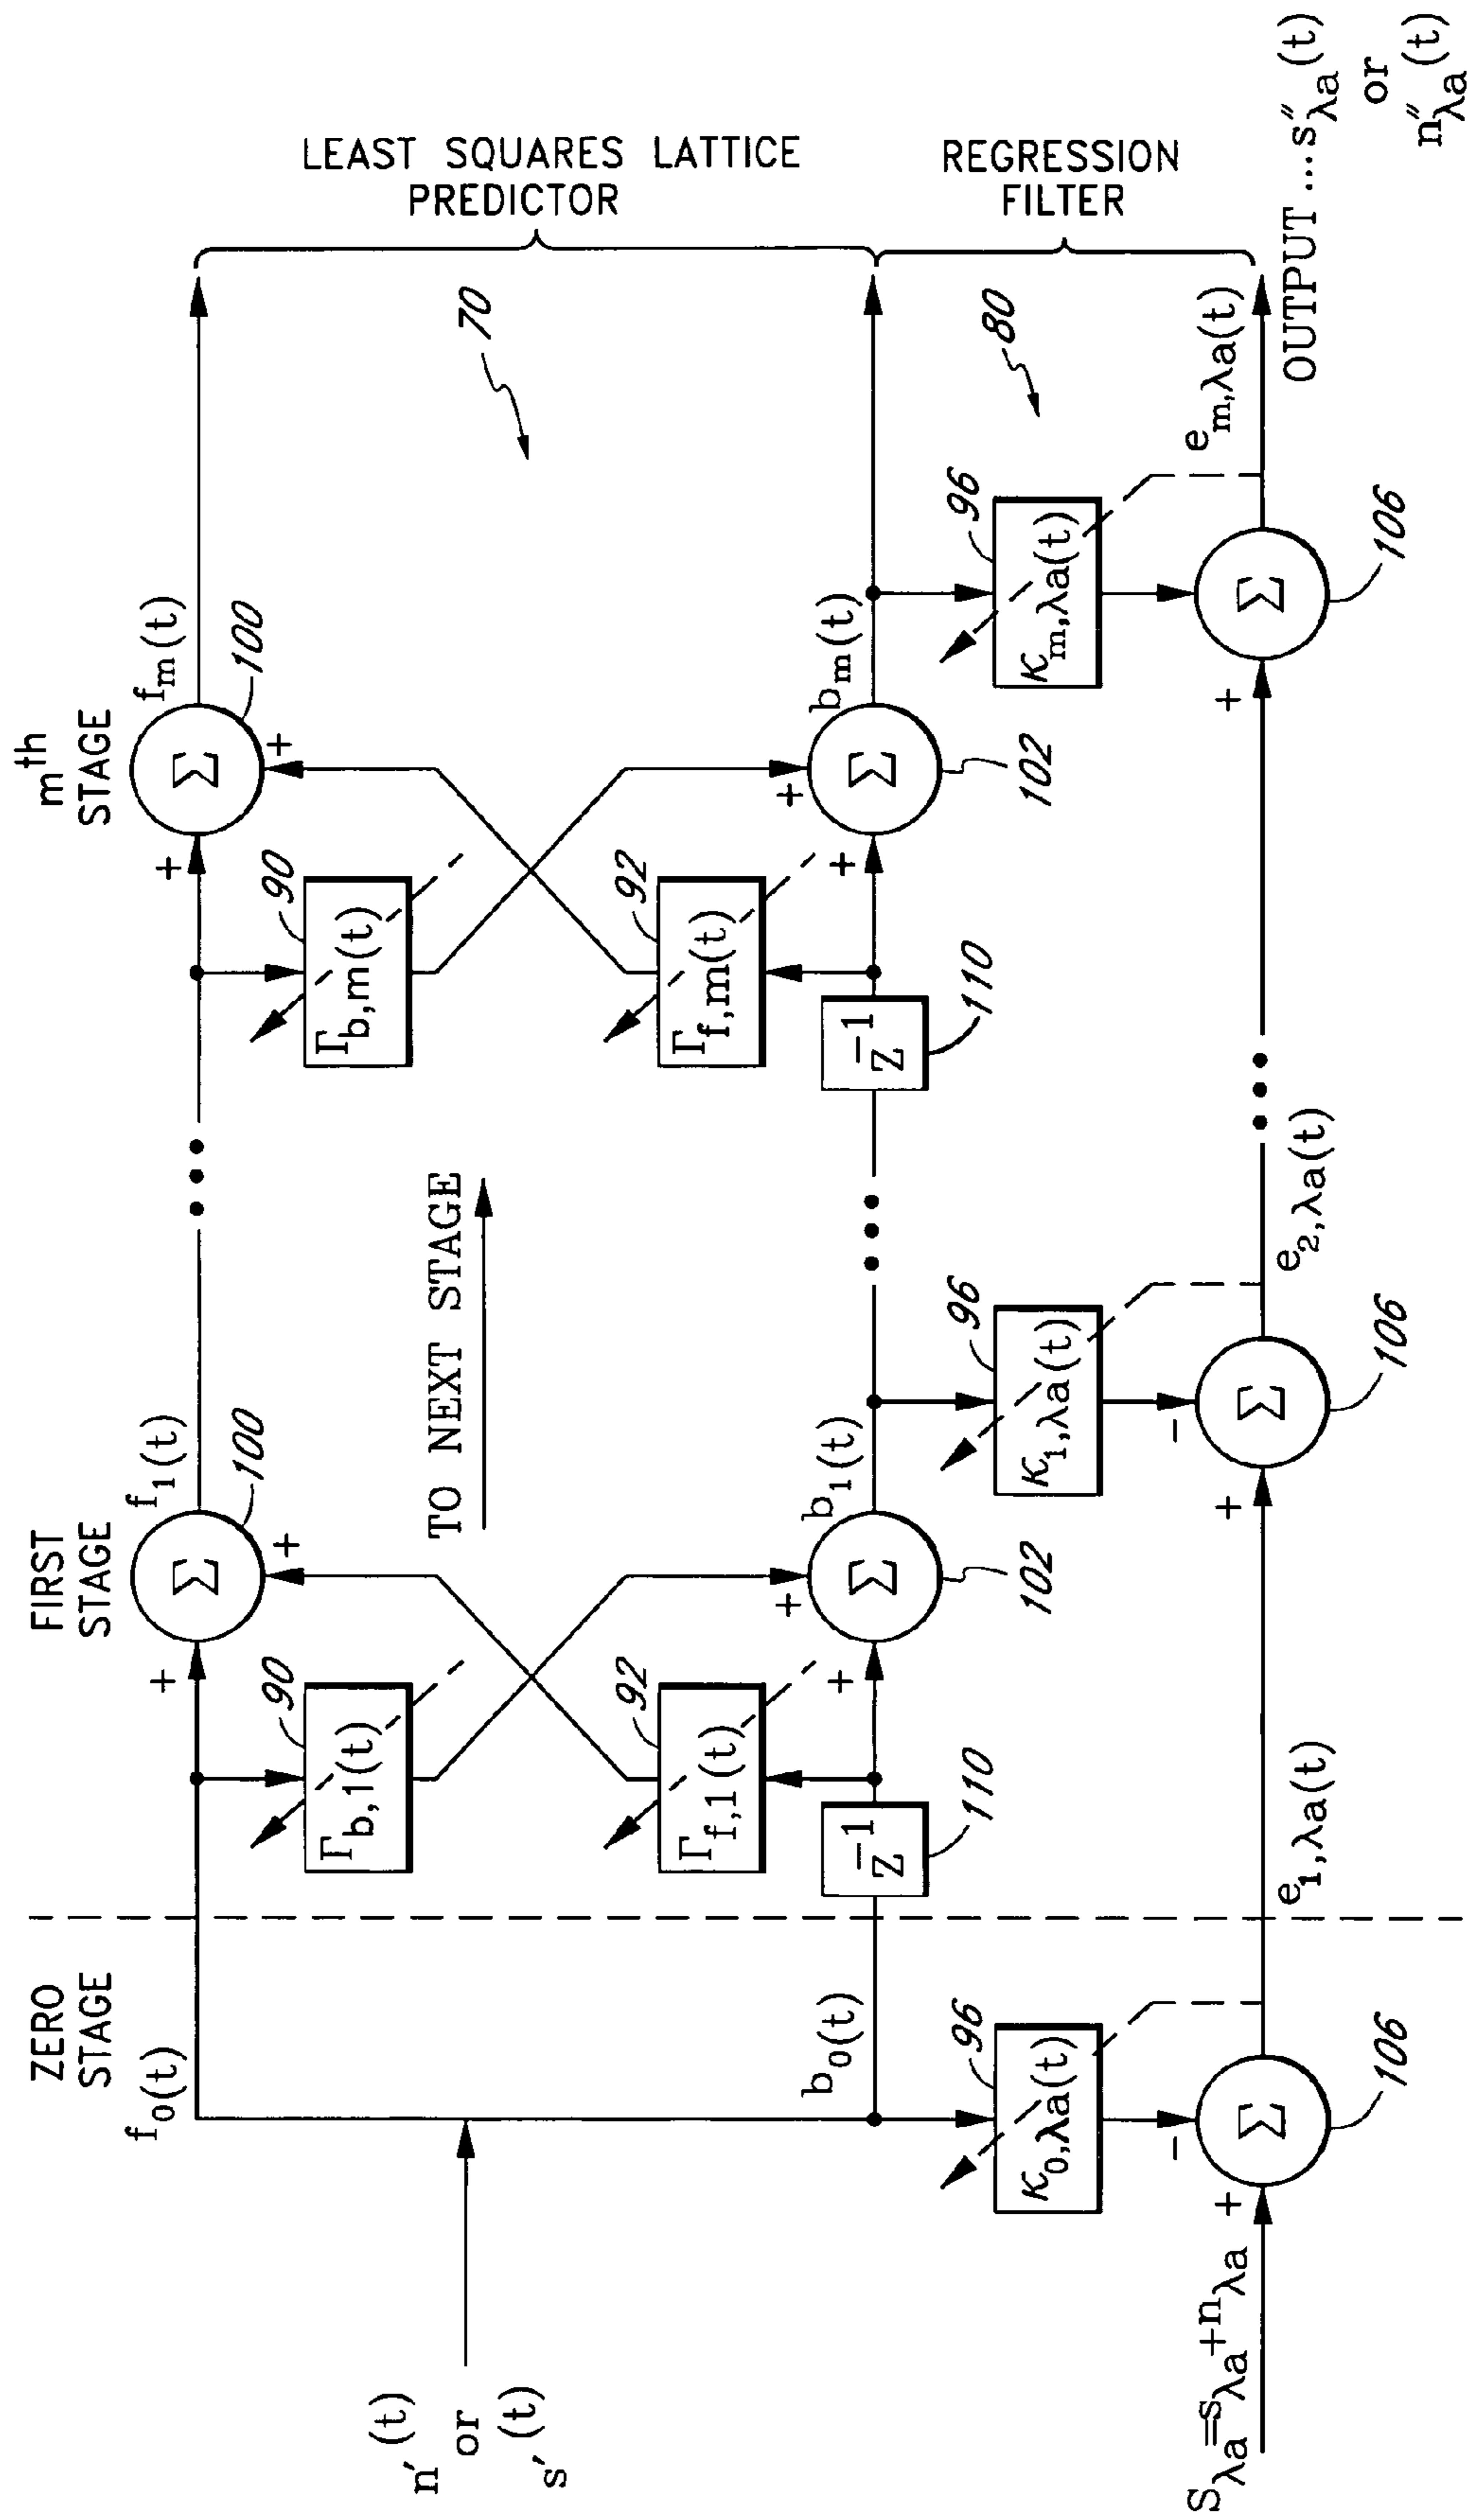 ZERO
STAGE
FIRST
STAGE
mth
STAGE
f0(t)
f1(t)
100
fm(t)
100
+
Σ
+
+
Σ
+
90
Γb,1(t)
90
Γb,m(t)
LEAST SQUARES LATTICE
PREDICTOR
n′(t)
or
s′(t)
TO NEXT STAGE
70
92
Γf,1(t)
92
Γf,m(t)
b0(t)
z⁻¹
110
+
+
Σ
b1(t)
102
z⁻¹
110
+
+
Σ
bm(t)
102
REGRESSION
FILTER
80
96
K0,λa(t)
96
K1,λa(t)
96
Km,λa(t)
Sλa=sλa+nλa
+
-
Σ
106
e1,λa(t)
+
-
Σ
106
e2,λa(t)
+
Σ
106
em,λa(t)
OUTPUT ...s″λa(t)
or
n″λa(t)